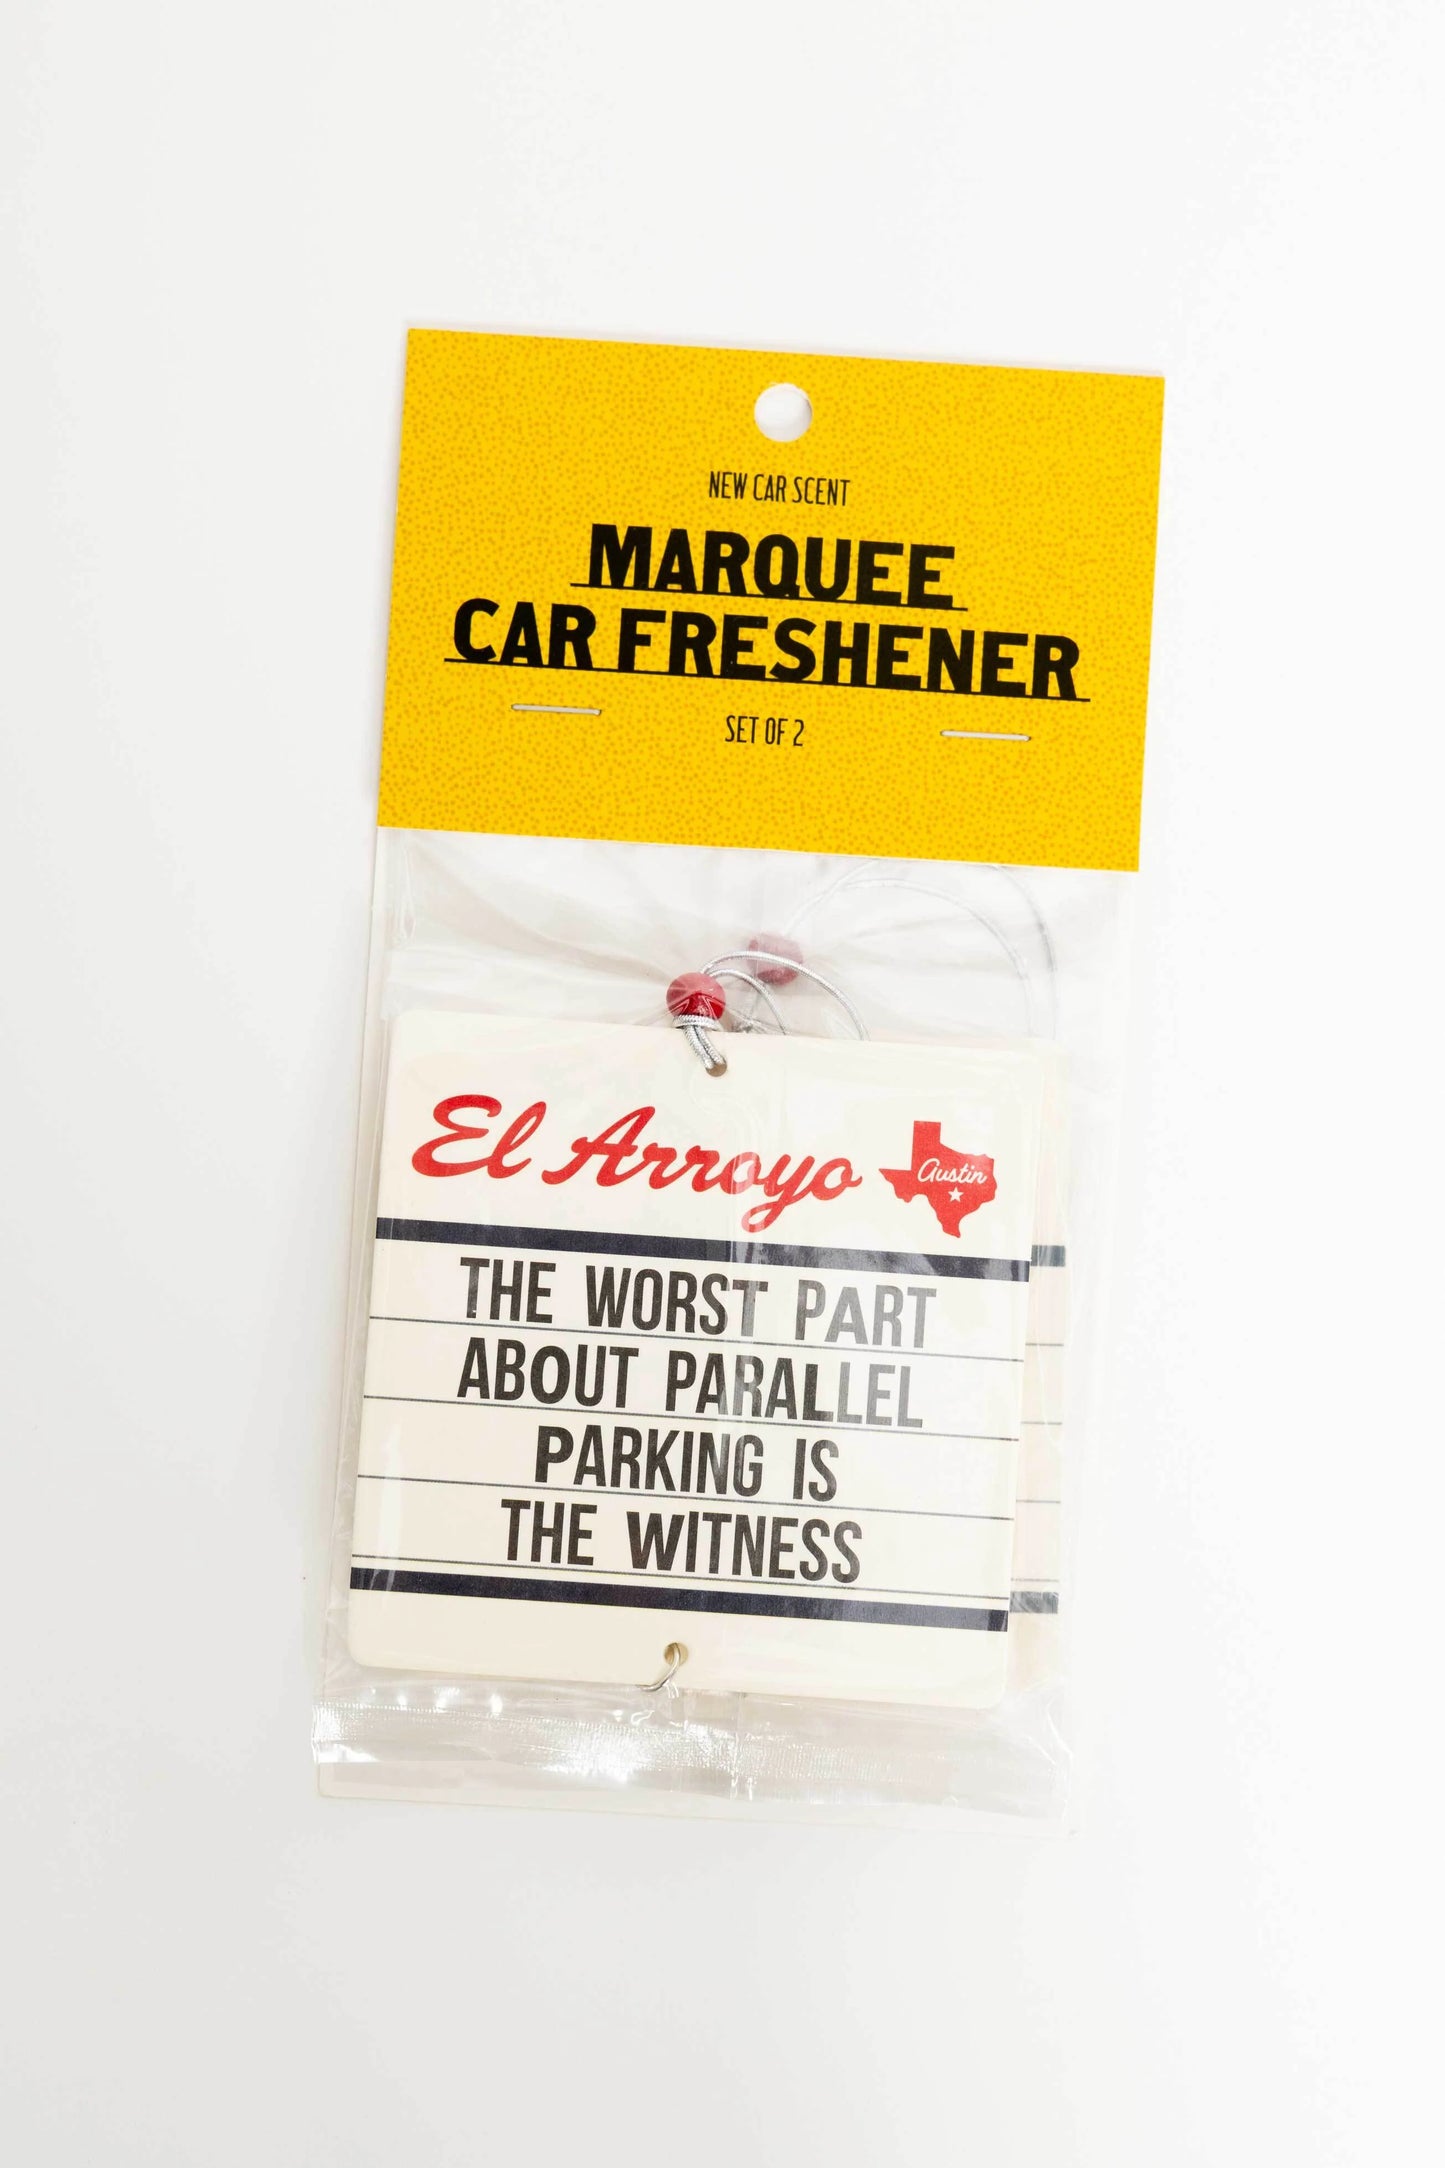 NEW CAR SCENT
MARQUEE
CAR FRESHENER
SET OF 2
El Arroyo Austin
THE WORST PART
ABOUT PARALLEL
PARKING IS
THE WITNESS